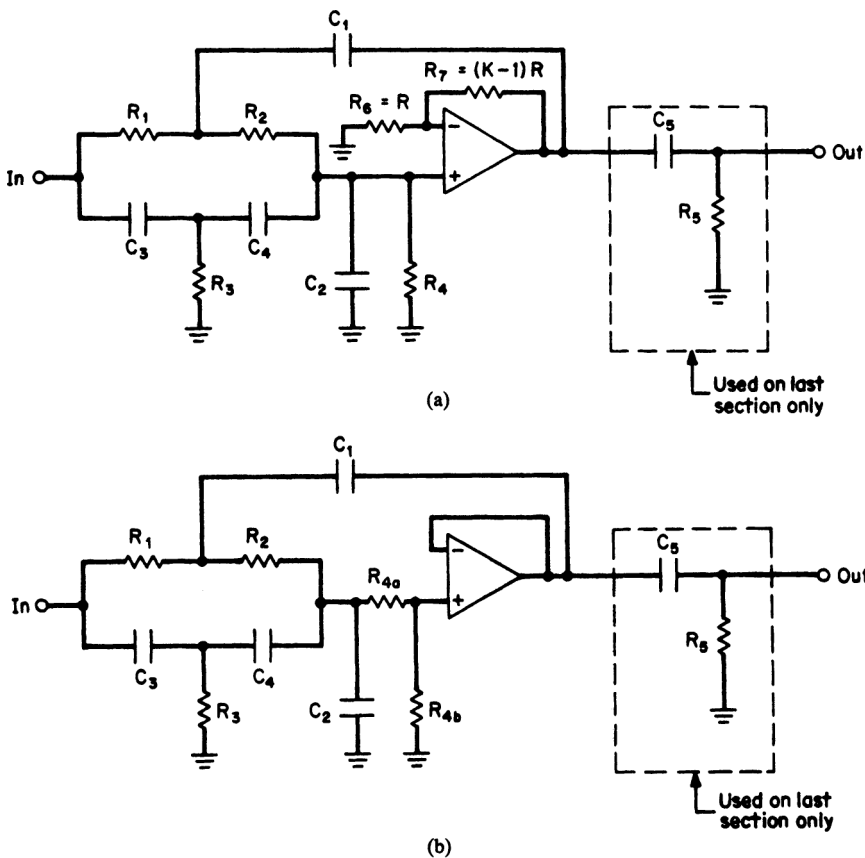 C₁
R₇ = (K−1) R
R₁
R₂
R₆ = R
−
+
C₅
In
Out
C₃
C₄
R₅
R₃
C₂
R₄
Used on last
section only
(a)
C₁
R₁
R₂
−
R₄ₐ
+
C₅
In
Out
C₃
C₄
R₅
R₃
C₂
R₄b
Used on last
section only
(b)